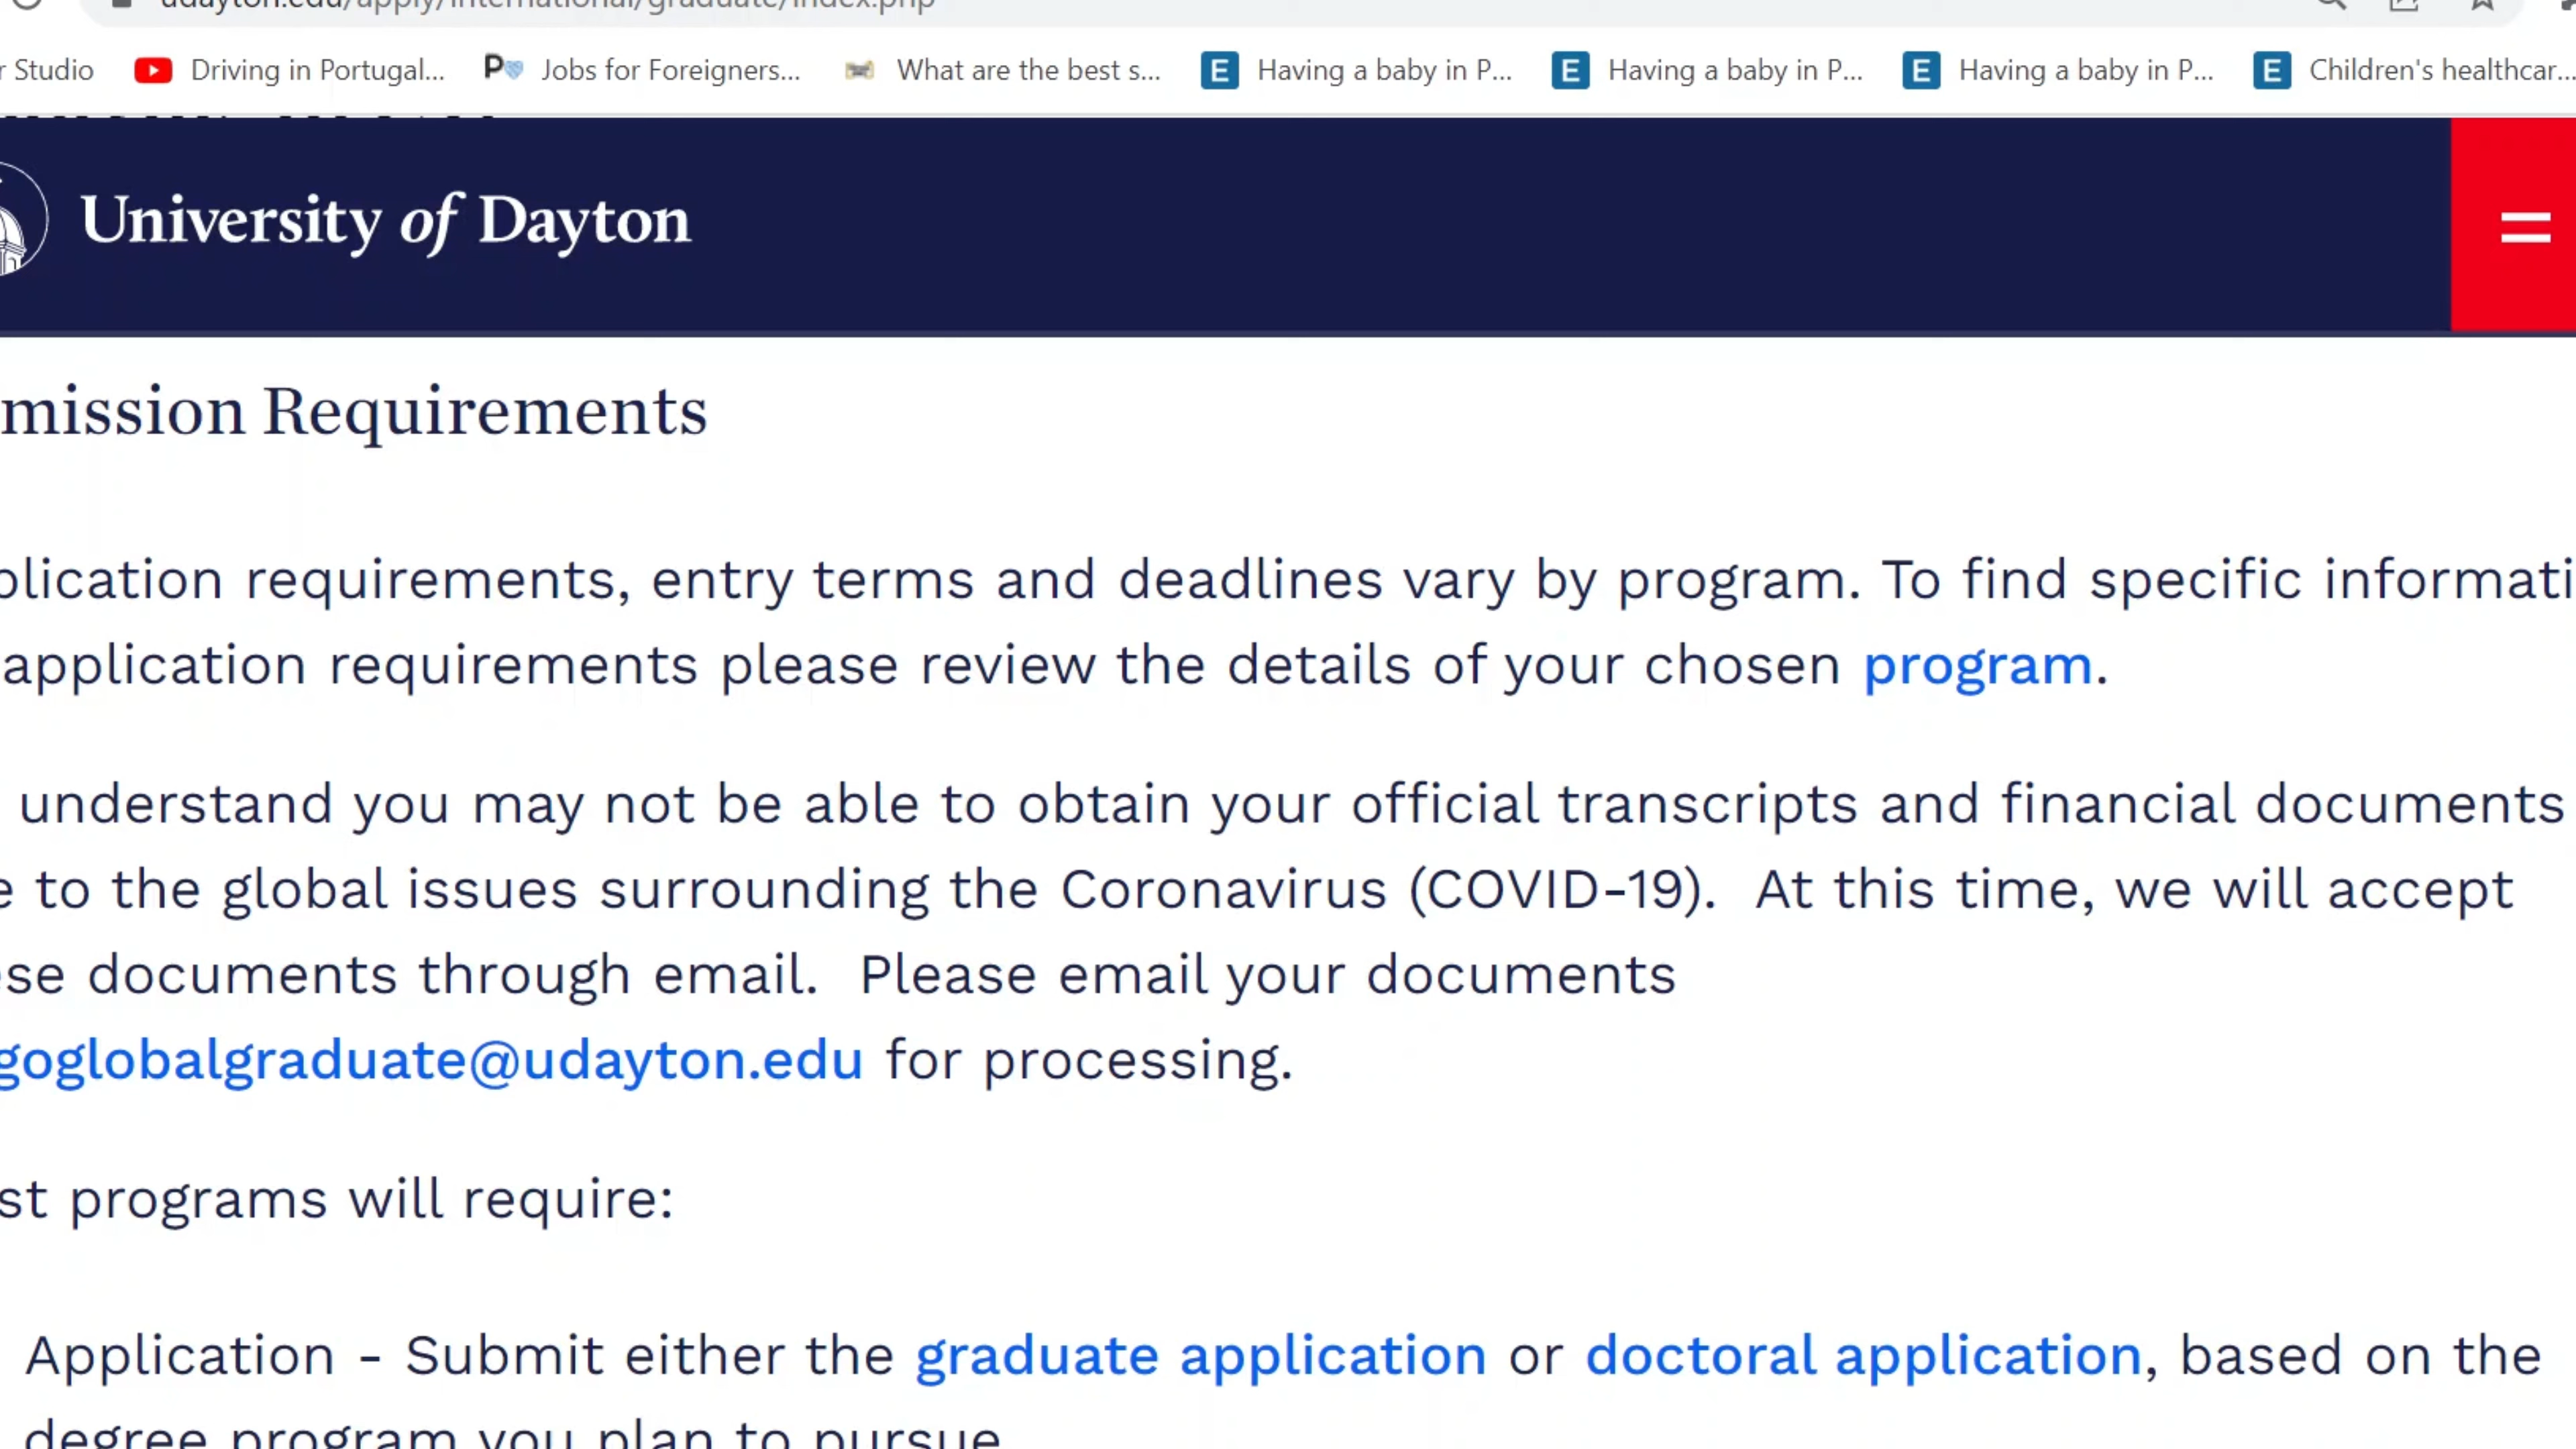 udayton.edu/apply/international/graduate/index.php
r Studio Driving in Portugal... Jobs for Foreigners... What are the best s... Having a baby in P... Having a baby in P... Having a baby in P... Children's healthcar...
University of Dayton
mission Requirements
plication requirements, entry terms and deadlines vary by program. To find specific informati
application requirements please review the details of your chosen program.
understand you may not be able to obtain your official transcripts and financial documents
e to the global issues surrounding the Coronavirus (COVID-19). At this time, we will accept
ese documents through email. Please email your documents
goglobalgraduate@udayton.edu for processing.
st programs will require:
Application - Submit either the graduate application or doctoral application, based on the
degree program you plan to pursue